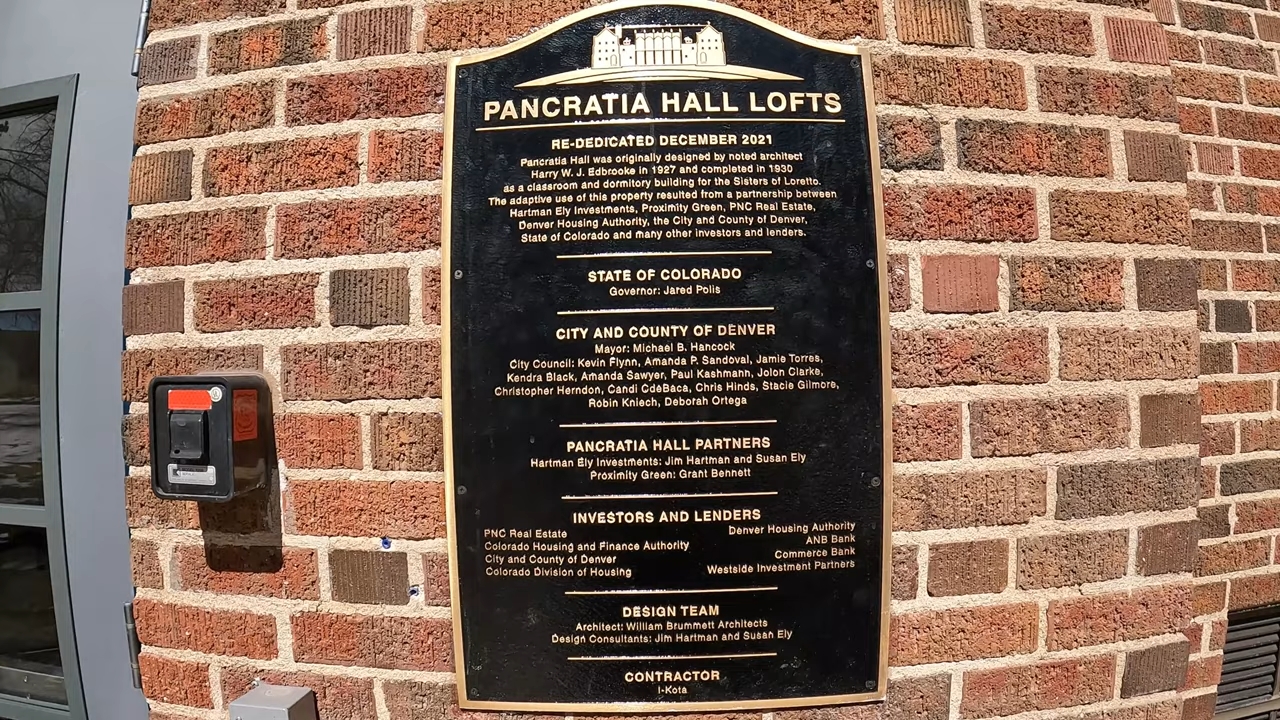 PANCRATIA HALL LOFTS
RE-DEDICATED DECEMBER 2021
Pancratia Hall was originally designed by noted architect
Harry W. J. Edbrooke in 1927 and completed in 1930
as a classroom and dormitory building for the Sisters of Loretto.
The adaptive use of this property resulted from a partnership between
Hartman Ely Investments, Proximity Green, PNC Real Estate,
Denver Housing Authority, the City and County of Denver,
State of Colorado and many other investors and lenders.
STATE OF COLORADO
Governor: Jared Polis
CITY AND COUNTY OF DENVER
Mayor: Michael B. Hancock
City Council: Kevin Flynn, Amanda P. Sandoval, Jamie Torres,
Kendra Black, Amanda Sawyer, Paul Kashmann, Jolon Clarke,
Christopher Herndon, Candi CdeBaca, Chris Hinds, Stacie Gilmore,
Robin Kniech, Deborah Ortega
PANCRATIA HALL PARTNERS
Hartman Ely Investments: Jim Hartman and Susan Ely
Proximity Green: Grant Bennett
INVESTORS AND LENDERS
PNC Real Estate
Colorado Housing and Finance Authority
City and County of Denver
Colorado Division of Housing
Denver Housing Authority
ANB Bank
Commerce Bank
Westside Investment Partners
DESIGN TEAM
Architect: William Brummett Architects
Design Consultants: Jim Hartman and Susan Ely
CONTRACTOR
I-Kota